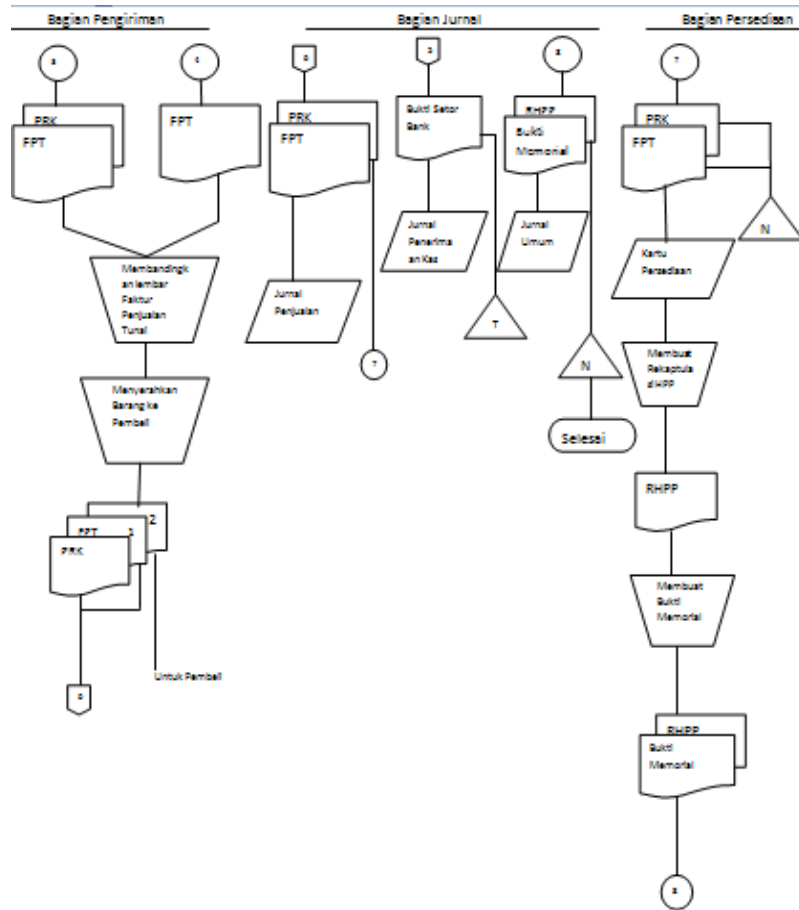 Bagian Pengiriman
Bagian Jurnal
Bagian Persediaan
PRK
FPT
FPT
Membandingk
an lembar
Faktur
Penjualan
Tunai
Menyerahkan
Barang ke
Pembeli
2
FPT 1
PRK
Untuk Pembeli
PRK
FPT
Jurnal
Penjualan
7
Bukti Setor
Bank
Jurnal
Penerima
an Kas
T
RHPP
Bukti
Memorial
Jurnal
Umum
N
Selesai
7
PRK
FPT
N
Kartu
Persediaan
Membuat
Rekaptula
si HPP
RHPP
Membuat
Bukti
Memorial
RHPP
Bukti
Memorial
8